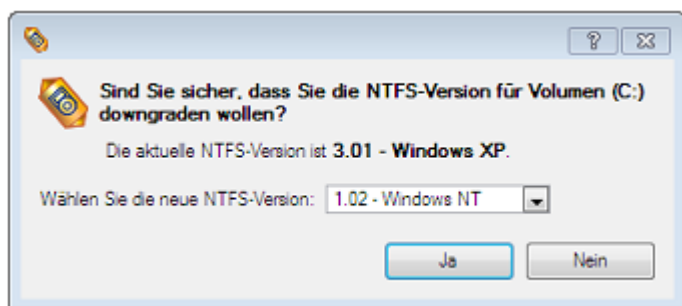 Sind Sie sicher, dass Sie die NTFS-Version für Volumen (C:)
downgraden wollen?
Die aktuelle NTFS-Version ist 3.01 - Windows XP.
Wählen Sie die neue NTFS-Version: 1.02 - Windows NT
Ja Nein